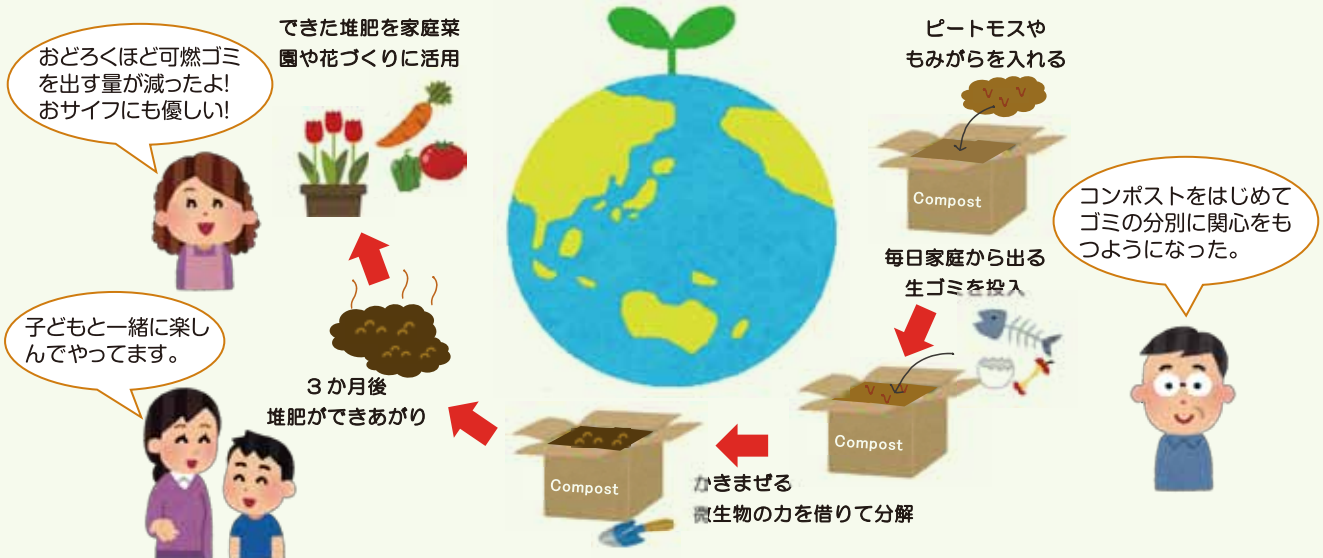 おどろくほど可燃ゴミ
を出す量が減ったよ!
おサイフにも優しい!
できた堆肥を家庭菜
園や花づくりに活用
ピートモスや
もみがらを入れる
Compost
コンポストをはじめて
ゴミの分別に関心をも
つようになった。
毎日家庭から出る
生ゴミを投入
Compost
かきまぜる
微生物の力を借りて分解
Compost
3か月後
堆肥ができあがり
子どもと一緒に楽し
んでやってます。